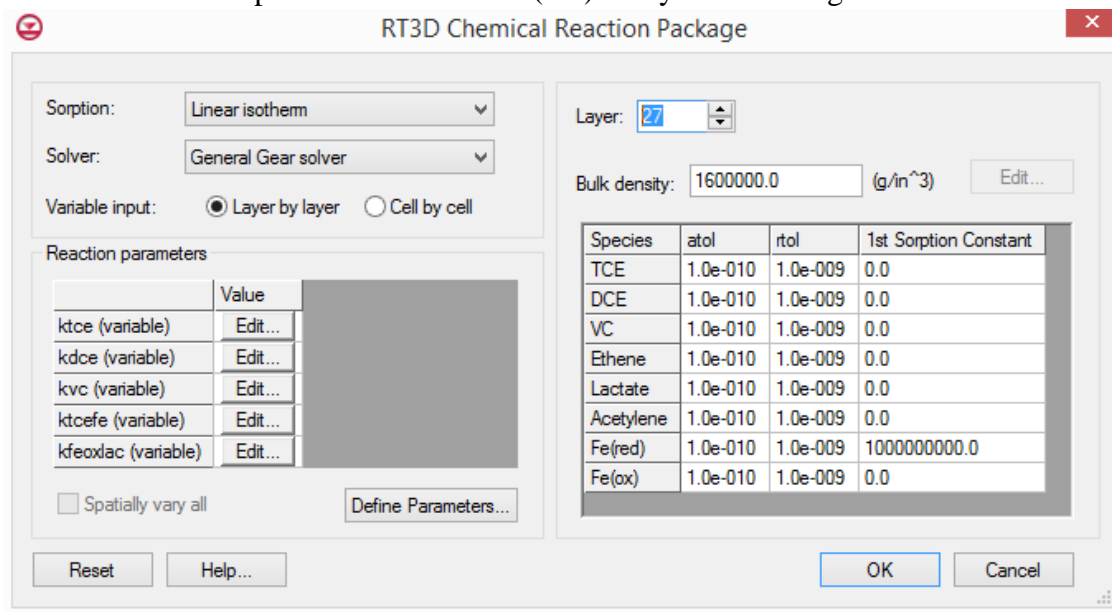 RT3D Chemical Reaction Package
Sorption: Linear isotherm
Solver: General Gear solver
Variable input: Layer by layer Cell by cell
Reaction parameters
Value
ktce (variable) Edit...
kdce (variable) Edit...
kvc (variable) Edit...
ktcefe (variable) Edit...
kfeoxlac (variable) Edit...
Spatially vary all Define Parameters...
Layer: 27
Bulk density: 1600000.0 (g/in^3) Edit...
Species atol rtol 1st Sorption Constant
TCE 1.0e-010 1.0e-009 0.0
DCE 1.0e-010 1.0e-009 0.0
VC 1.0e-010 1.0e-009 0.0
Ethene 1.0e-010 1.0e-009 0.0
Lactate 1.0e-010 1.0e-009 0.0
Acetylene 1.0e-010 1.0e-009 0.0
Fe(red) 1.0e-010 1.0e-009 1000000000.0
Fe(ox) 1.0e-010 1.0e-009 0.0
Reset Help... OK Cancel